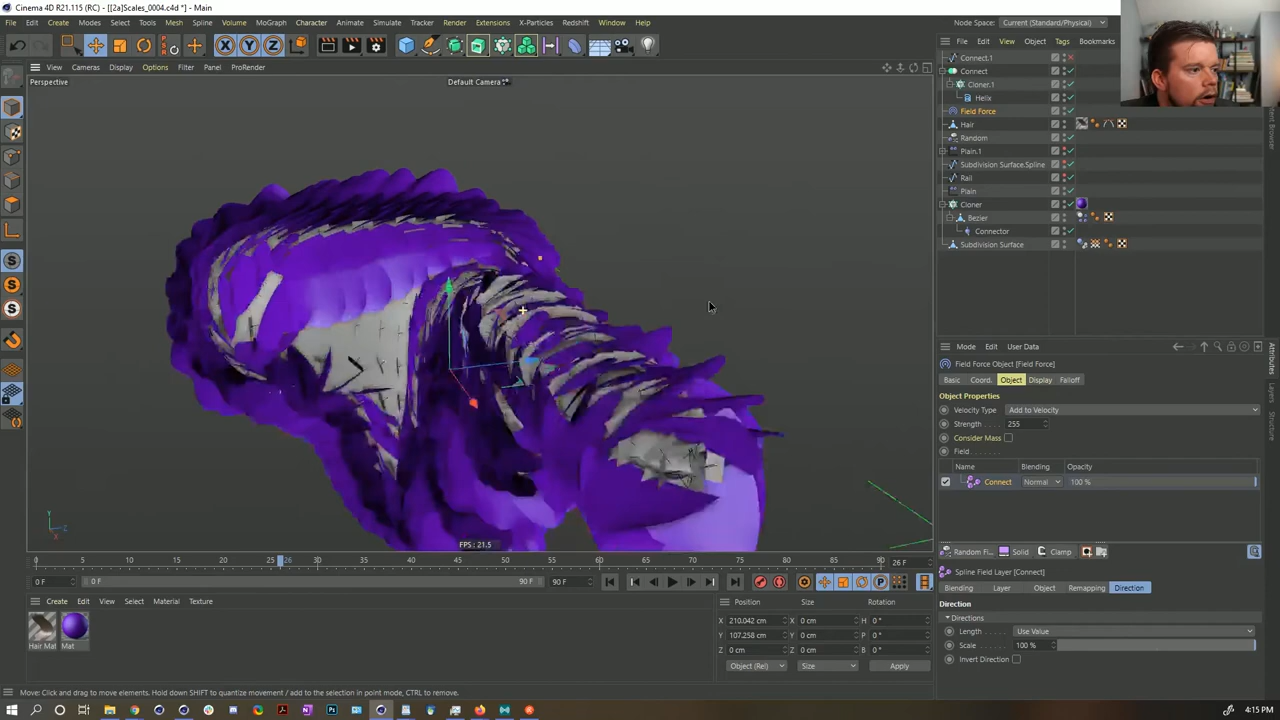 Cinema 4D R21.115 (RC) - [[2a]Scales_0004.c4d *] - Main
File Edit Create Modes Select Tools Mesh Spline Volume MoGraph Character Animate Simulate Tracker Render Extensions X-Particles Redshift Window Help
Node Space: Current (Standard/Physical)
X Y Z
File Edit View Object Tags Bookmarks
View Cameras Display Options Filter Panel ProRender
Perspective
Default Camera
Connect.1
Connect
Cloner.1
Helix
Field Force
Hair
Random
Plain.1
Subdivision Surface.Spline
Rail
Plain
Cloner
Bezier
Connector
Subdivision Surface
Content Browser
Attributes
Layers
Structure
Mode Edit User Data
Field Force Object [Field Force]
Basic Coord. Object Display Falloff
Object Properties
Velocity Type Add to Velocity
Strength 255
Consider Mass
Field
Name Blending Opacity
Connect Normal 100 %
Random Fi... Solid Clamp
Spline Field Layer [Connect]
Blending Layer Object Remapping Direction
Direction
Directions
Length Use Value
Scale 100 %
Invert Direction
Y
Z
X
FPS : 21.5
0 5 10 15 20 25 26 30 35 40 45 50 55 60 65 70 75 80 85 90 26 F
0 F 0 F 90 F 90 F
P
Create Edit View Select Material Texture
Hair Mat Mat
Position Size Rotation
X 210.042 cm X 0 cm H 0 °
Y 107.258 cm Y 0 cm P 0 °
Z 0 cm Z 0 cm B 0 °
Object (Rel) Size Apply
Move: Click and drag to move elements. Hold down SHIFT to quantize movement / add to the selection in point mode, CTRL to remove.
4:15 PM